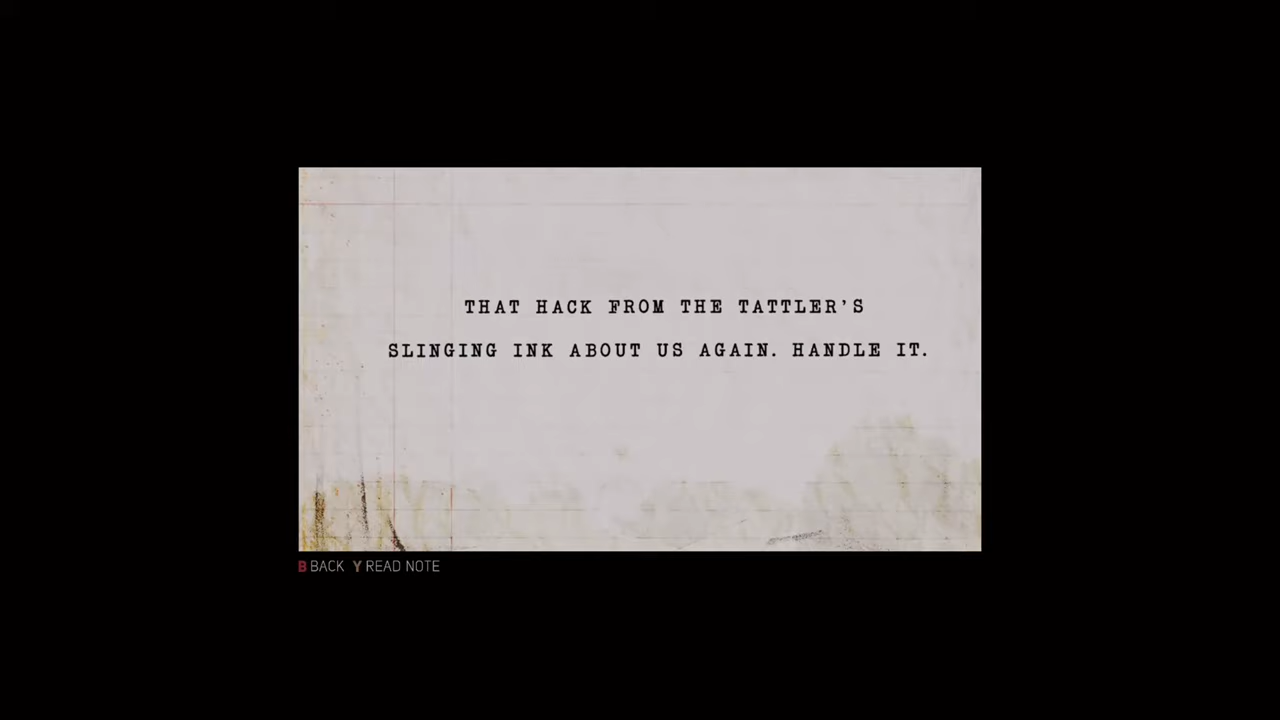 THAT HACK FROM THE TATTLER'S
SLINGING INK ABOUT US AGAIN. HANDLE IT.
B BACK Y READ NOTE